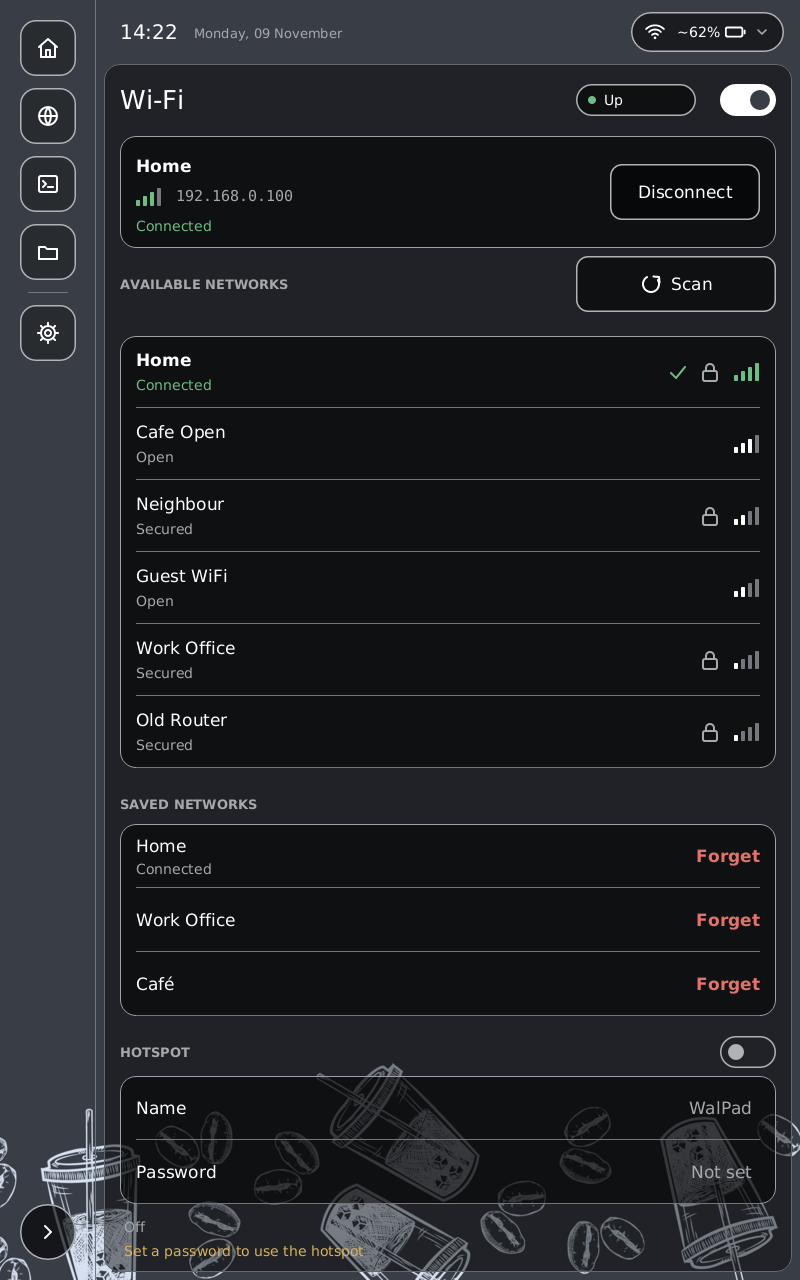 14:22 Monday, 09 November ~62%
Wi-Fi Up
Home
192.168.0.100
Connected
Disconnect
AVAILABLE NETWORKS
Scan
Home
Connected
Cafe Open
Open
Neighbour
Secured
Guest WiFi
Open
Work Office
Secured
Old Router
Secured
SAVED NETWORKS
Home
Connected
Forget
Work Office Forget
Café Forget
HOTSPOT
Name WalPad
Password Not set
Off
Set a password to use the hotspot